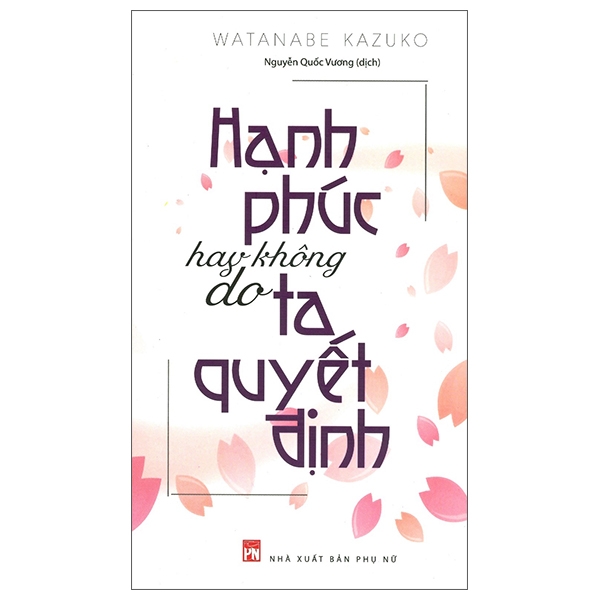 WATANABE KAZUKO
Nguyễn Quốc Vương (dịch)
Hạnh
phúc
hay không
do ta
quyết
định
PN
NHÀ XUẤT BẢN PHỤ NỮ